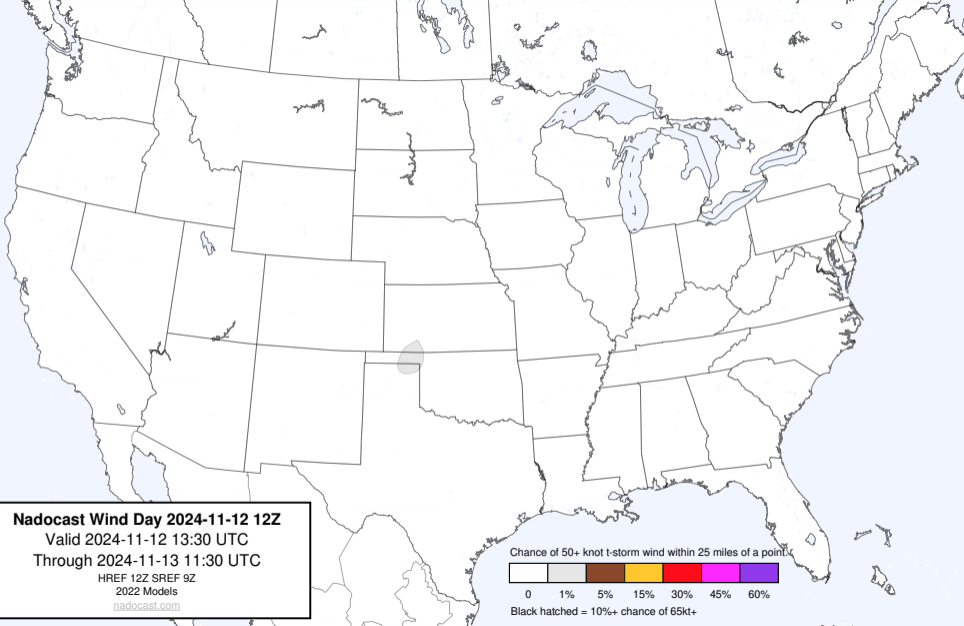 Nadocast Wind Day 2024-11-12 12Z
Valid 2024-11-12 13:30 UTC
Through 2024-11-13 11:30 UTC
HREF 12Z SREF 9Z
2022 Models
nadocast.com
Chance of 50+ knot t-storm wind within 25 miles of a point.
0 1% 5% 15% 30% 45% 60%
Black hatched = 10%+ chance of 65kt+